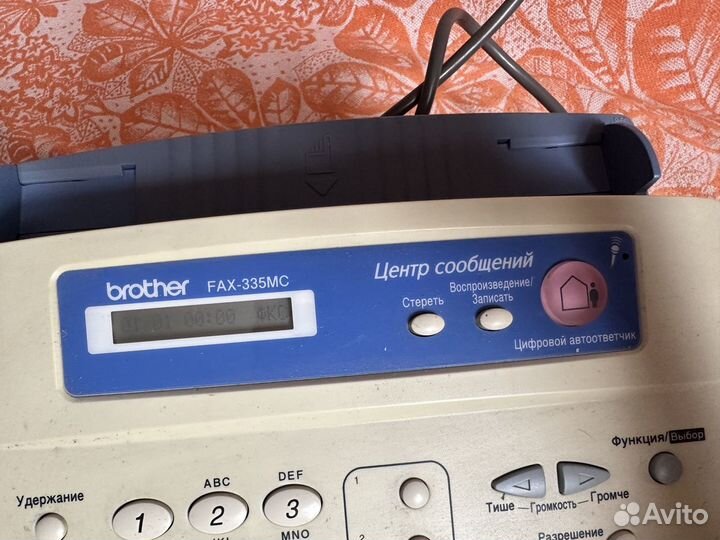 brother FAX-335MC
01/01 00:00 ФКС
Центр сообщений
Стереть
Воспроизведение/
Записать
Цифровой автоответчик
Функция/Выбор
Удержание
ABC
DEF
1
2
3
MNO
1
2
Тише
Громкость
Громче
Разрешение
Avito